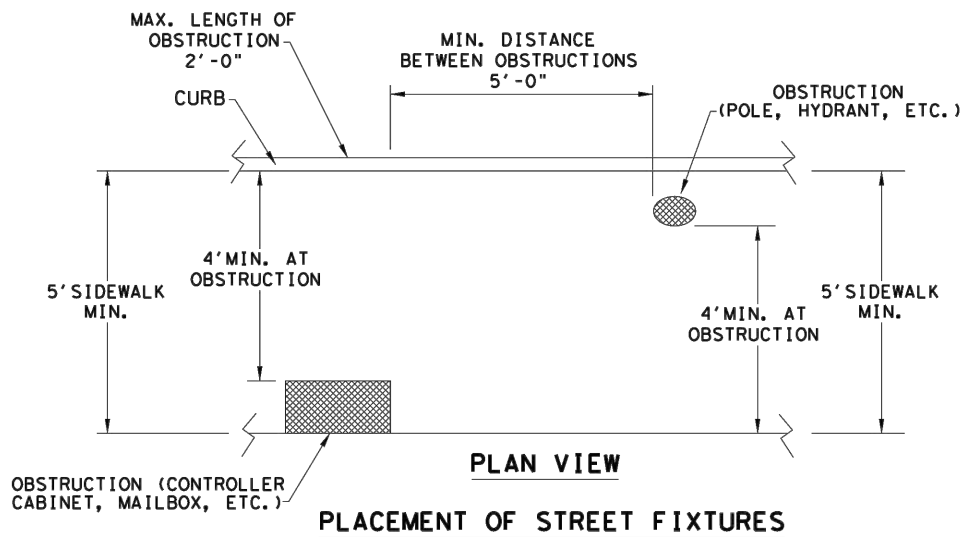 MAX. LENGTH OF
OBSTRUCTION
2'-0"
CURB
MIN. DISTANCE
BETWEEN OBSTRUCTIONS
5'-0"
OBSTRUCTION
(POLE, HYDRANT, ETC.)
5'SIDEWALK
MIN.
4'MIN. AT
OBSTRUCTION
4'MIN. AT
OBSTRUCTION
5'SIDEWALK
MIN.
OBSTRUCTION (CONTROLLER
CABINET, MAILBOX, ETC.)
PLAN VIEW
PLACEMENT OF STREET FIXTURES